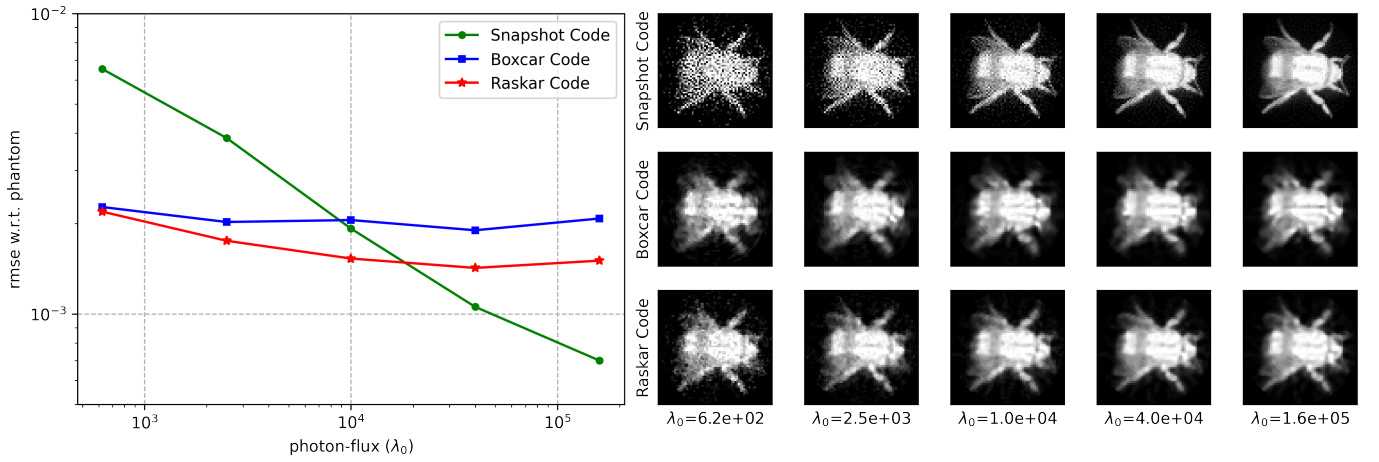 10⁻²
10⁻³
rmse w.r.t. phantom
Snapshot Code
Boxcar Code
Raskar Code
10³
10⁴
10⁵
photon-flux (λ₀)
Snapshot Code
Boxcar Code
Raskar Code
λ₀=6.2e+02
λ₀=2.5e+03
λ₀=1.0e+04
λ₀=4.0e+04
λ₀=1.6e+05